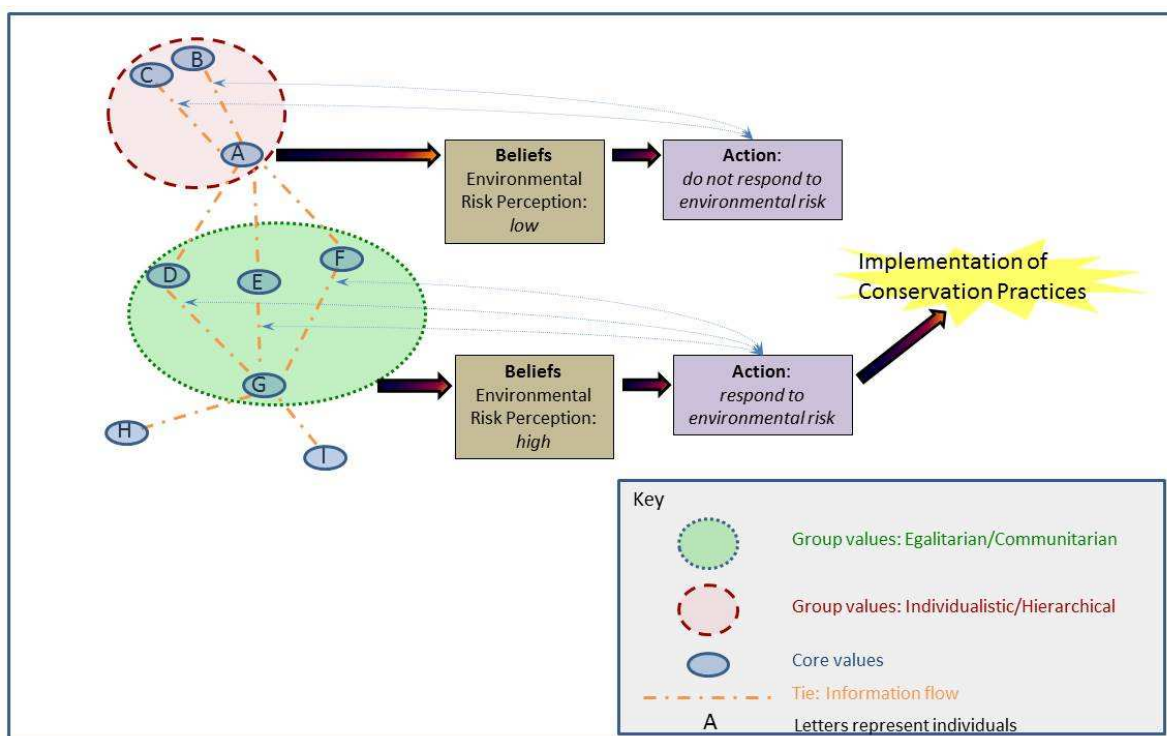 B
C
A
Beliefs
Environmental
Risk Perception:
low
Action:
do not respond to
environmental risk
D
E
F
G
H
I
Beliefs
Environmental
Risk Perception:
high
Action:
respond to
environmental risk
Implementation of
Conservation Practices
Key
Group values: Egalitarian/Communitarian
Group values: Individualistic/Hierarchical
Core values
Tie: Information flow
A
Letters represent individuals